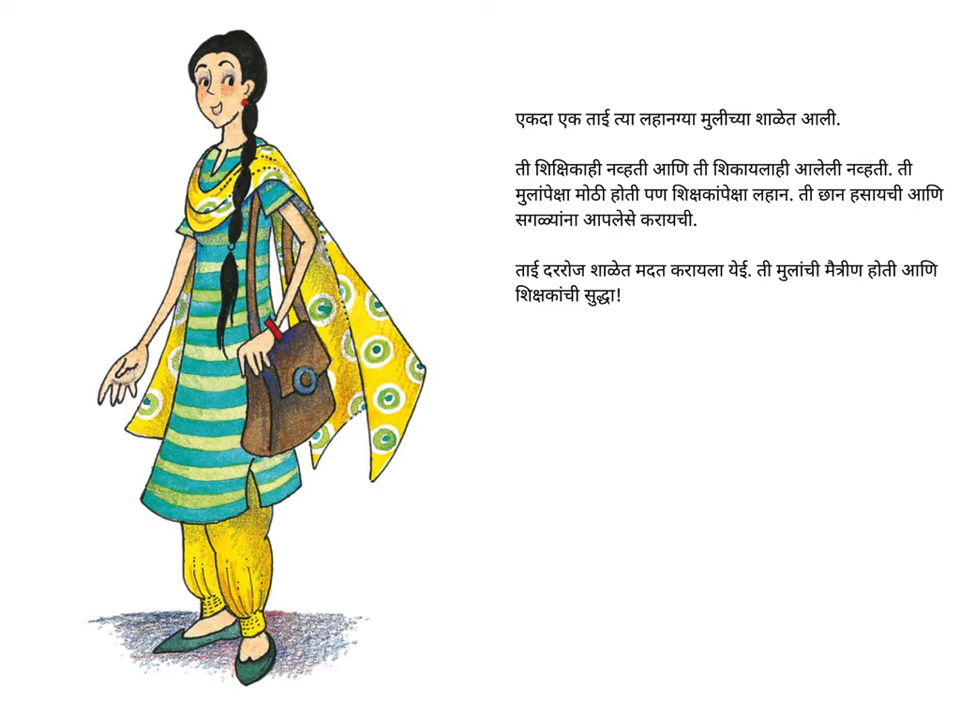 एकदा एक ताई त्या लहानग्या मुलीच्या शाळेत आली.
ती शिक्षिकाही नव्हती आणि ती शिकायलाही आलेली नव्हती. ती
मुलांपेक्षा मोठी होती पण शिक्षकांपेक्षा लहान. ती छान हसायची आणि
सगळ्यांना आपलेसे करायची.
ताई दररोज शाळेत मदत करायला येई. ती मुलांची मैत्रीण होती आणि
शिक्षकांची सुद्धा!